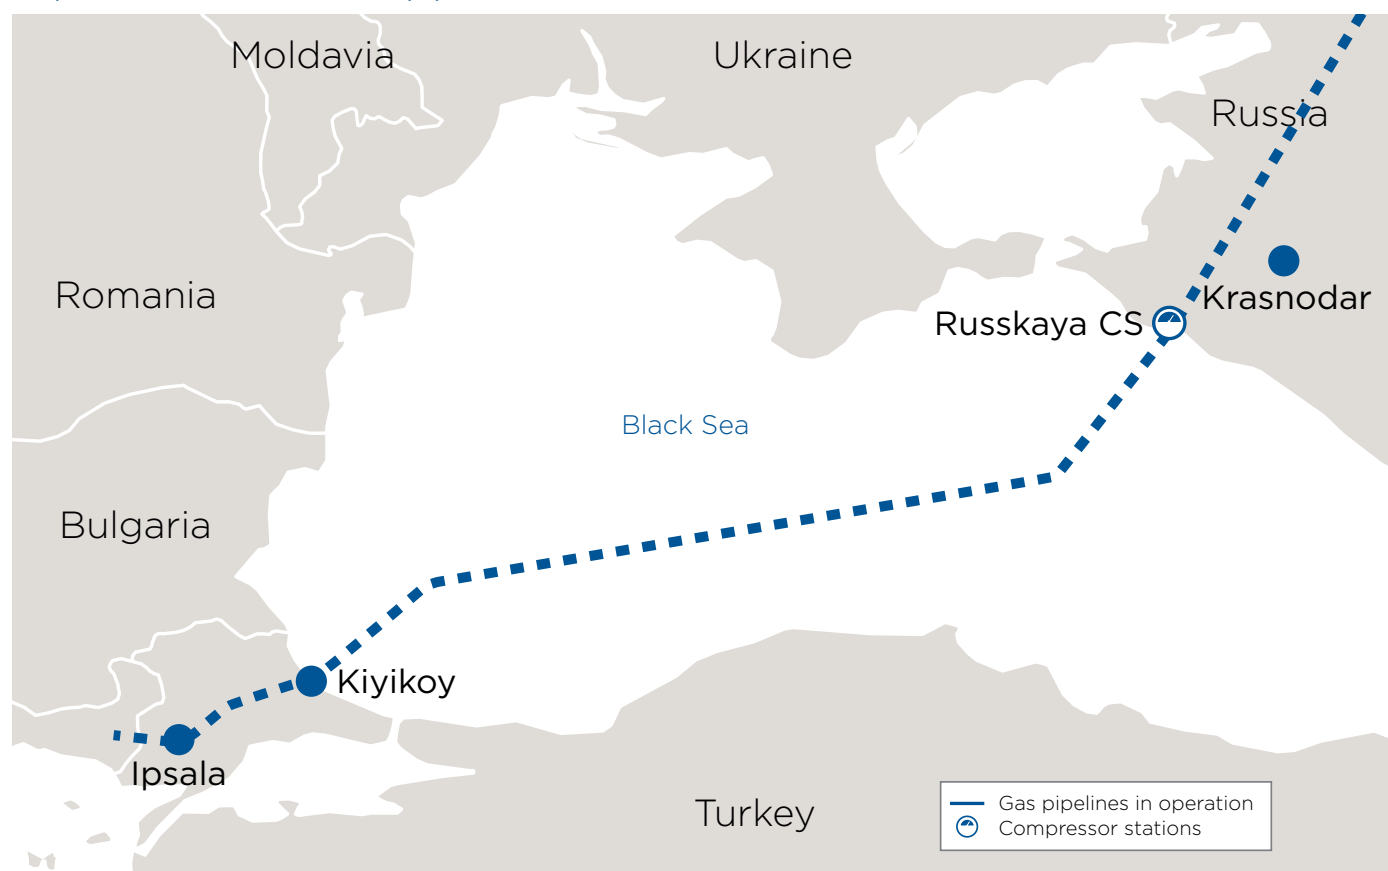 Moldavia
Ukraine
Russia
Romania
Krasnodar
Russkaya CS
Black Sea
Bulgaria
Kiyikoy
Ipsala
Turkey
Gas pipelines in operation
Compressor stations